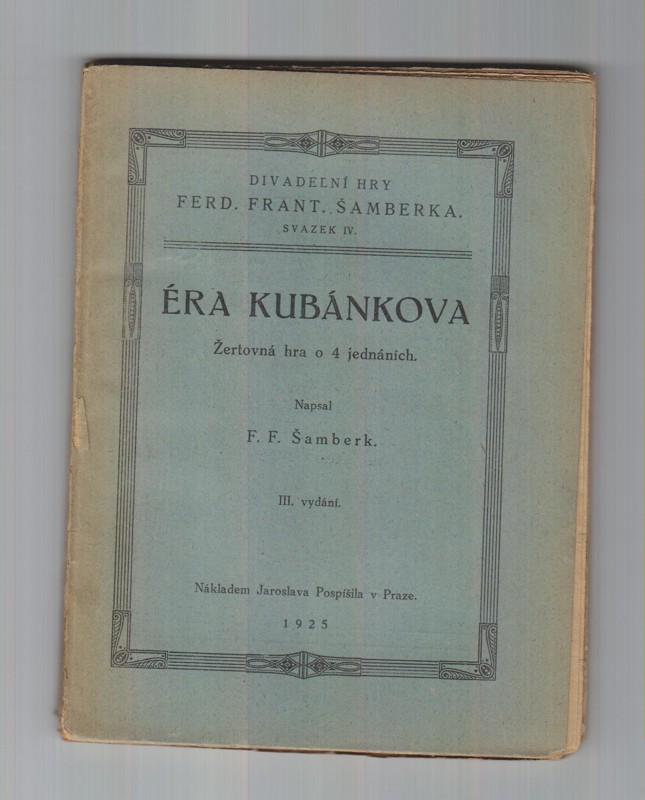 DIVADELNÍ HRY
FERD. FRANT. ŠAMBERKA.
SVAZEK IV.
ÉRA KUBÁNKOVA
Žertovná hra o 4 jednáních.
Napsal
F. F. Šamberk.
III. vydání.
Nákladem Jaroslava Pospíšila v Praze.
1925